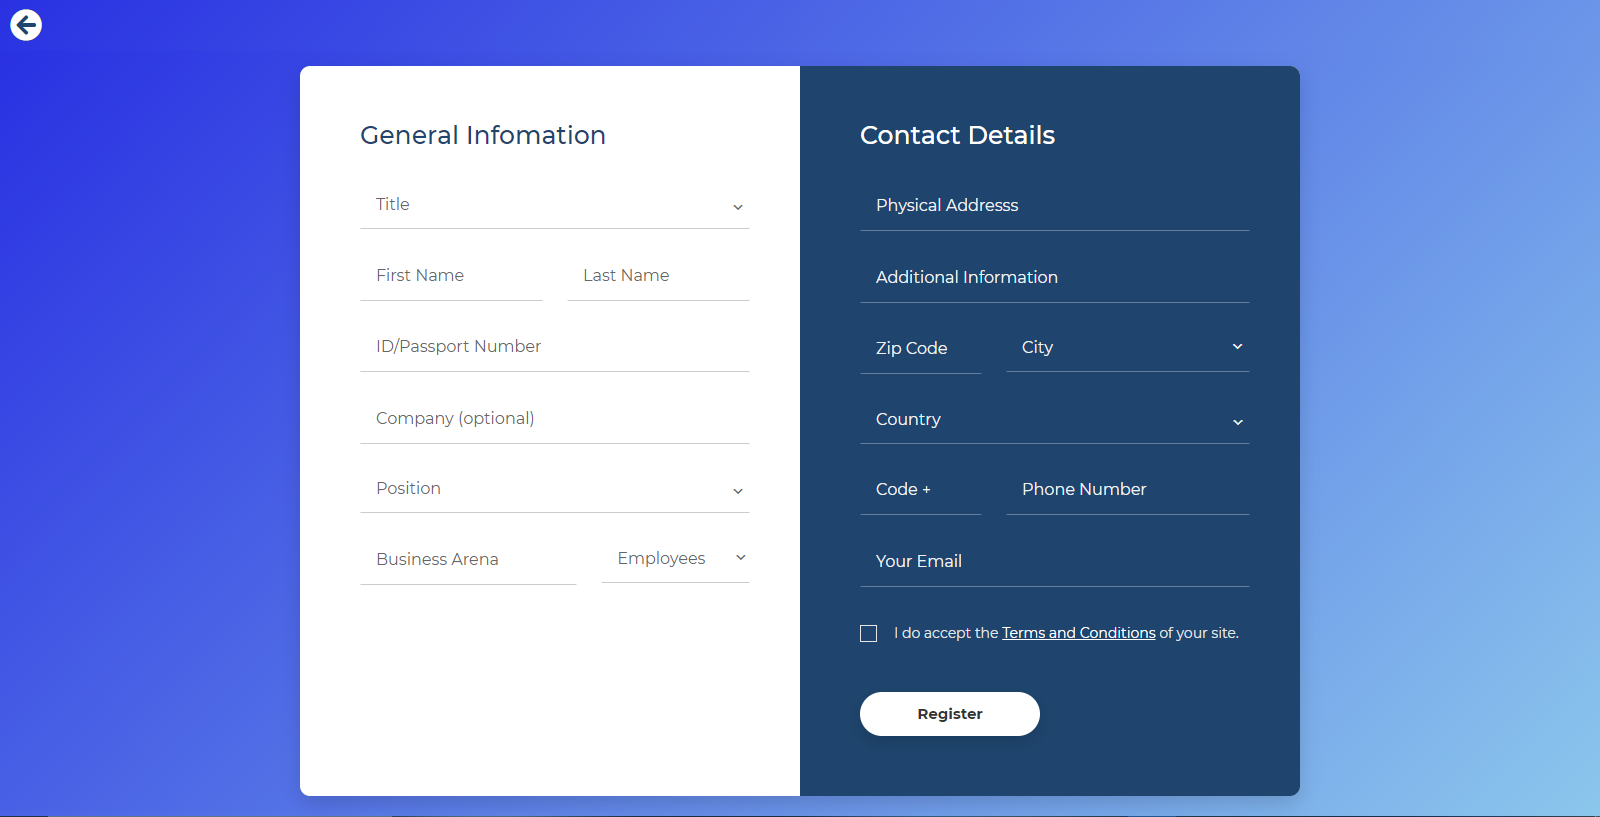 General Infomation
Title
First Name Last Name
ID/Passport Number
Company (optional)
Position
Business Arena Employees
Contact Details
Physical Addresss
Additional Information
Zip Code City
Country
Code + Phone Number
Your Email
I do accept the Terms and Conditions of your site.
Register